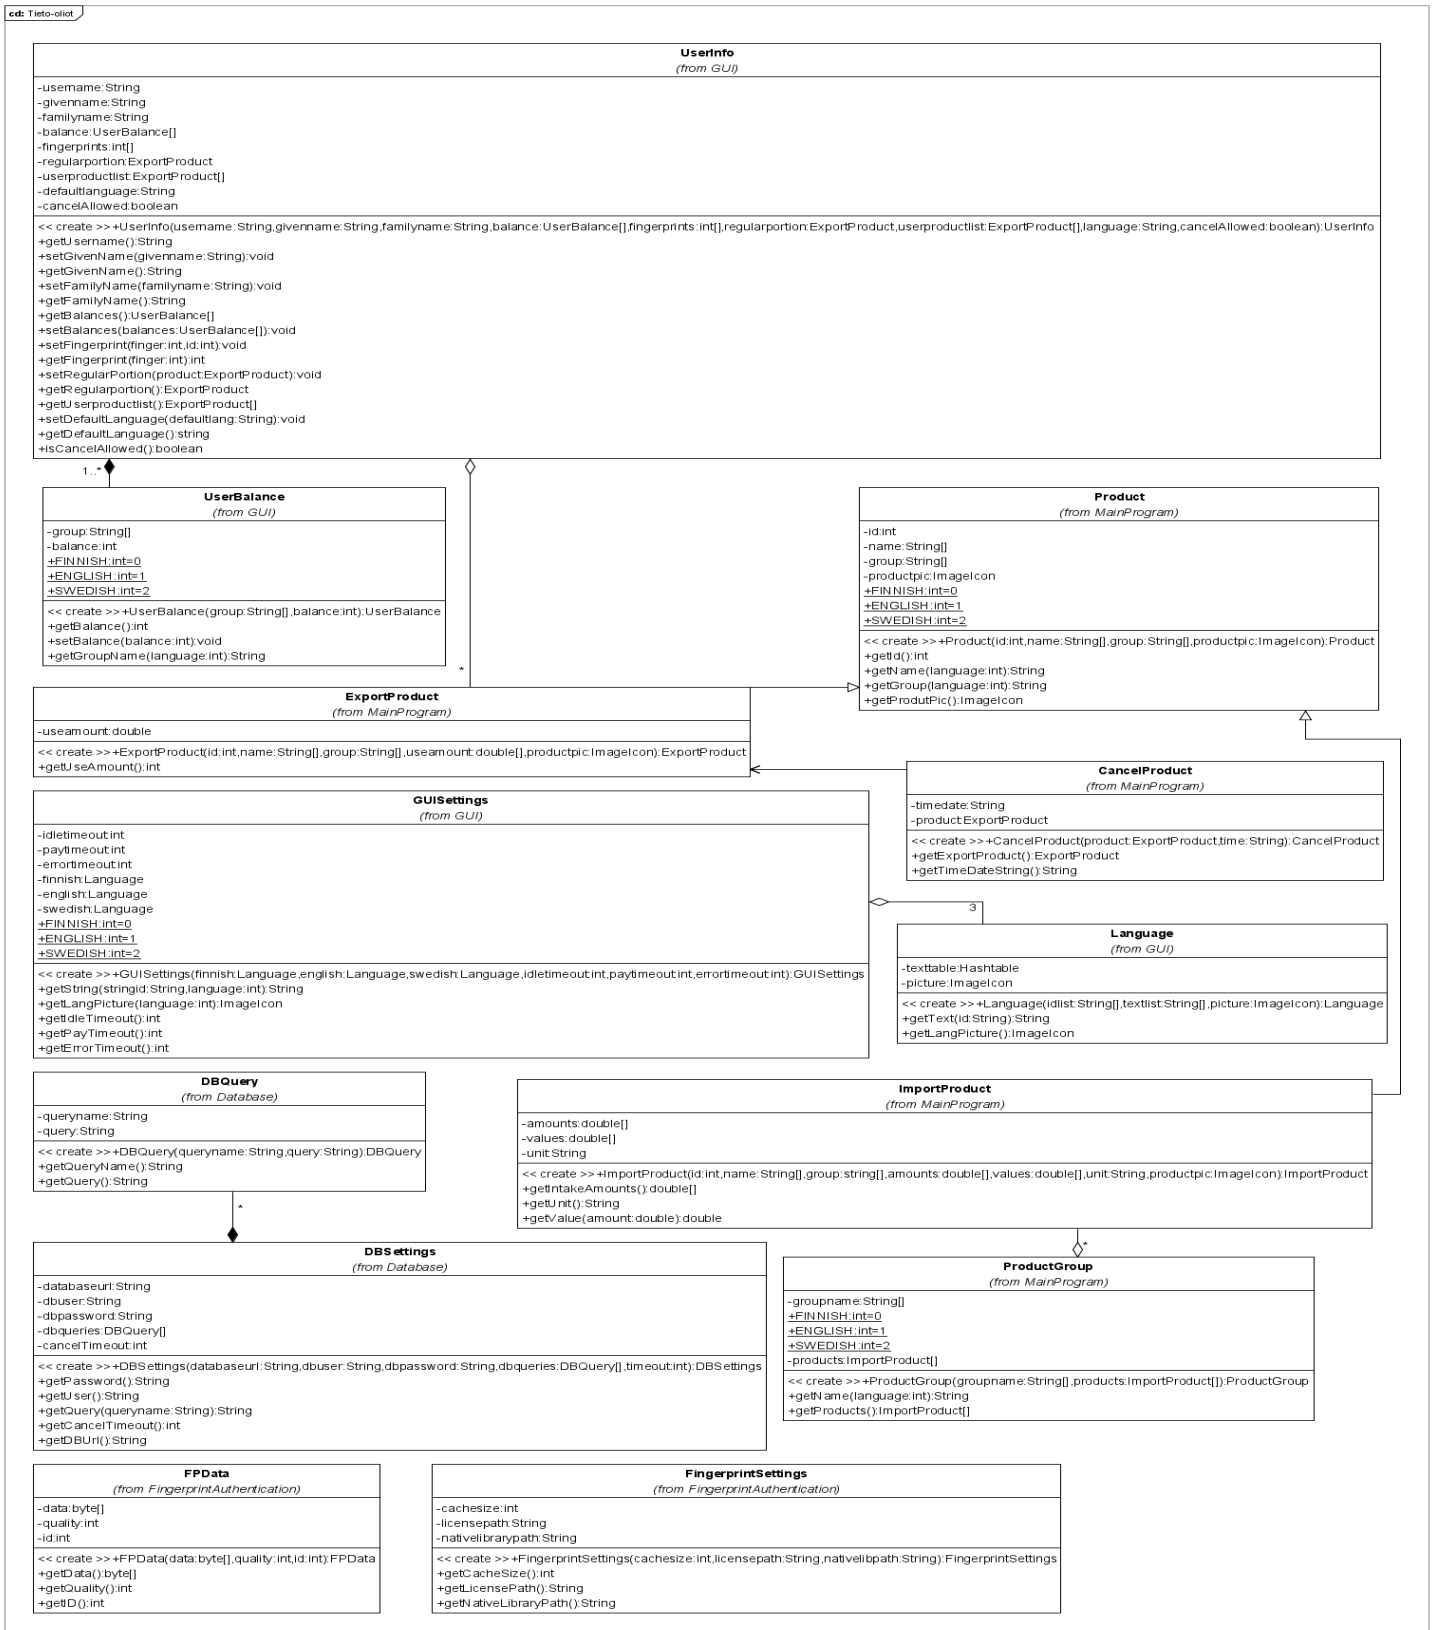 cd: Tieto-oliot
UserInfo
(from GUI)
-username:String
-givenname:String
-familyname:String
-balance:UserBalance[]
-fingerprints:int[]
-regularportion:ExportProduct
-userproductlist:ExportProduct[]
-defaultlanguage:String
-cancelAllowed:boolean
<< create >>+UserInfo(username:String,givenname:String,familyname:String,balance:UserBalance[],fingerprints:int[],regularportion:ExportProduct,userproductlist:ExportProduct[],language:String,cancelAllowed:boolean):UserInfo
+getUsername():String
+setGivenName(givenname:String):void
+getGivenName():String
+setFamilyName(familyname:String):void
+getFamilyName():String
+getBalances():UserBalance[]
+setBalances(balances:UserBalance[]):void
+setFingerprint(finger:int,id:int):void
+getFingerprint(finger:int):int
+setRegularPortion(product:ExportProduct):void
+getRegularportion():ExportProduct
+getUserproductlist():ExportProduct[]
+setDefaultLanguage(defaultlang:String):void
+getDefaultLanguage():string
+isCancelAllowed():boolean
1..*
UserBalance
(from GUI)
-group:String[]
-balance:int
+FINNISH:int=0
+ENGLISH:int=1
+SWEDISH:int=2
<< create >>+UserBalance(group:String[],balance:int):UserBalance
+getBalance():int
+setBalance(balance:int):void
+getGroupName(language:int):String
*
Product
(from MainProgram)
-id:int
-name:String[]
-group:String[]
-productpic:ImageIcon
+FINNISH:int=0
+ENGLISH:int=1
+SWEDISH:int=2
<< create >>+Product(id:int,name:String[],group:String[],productpic:ImageIcon):Product
+getId():int
+getName(language:int):String
+getGroup(language:int):String
+getProdutPic():ImageIcon
ExportProduct
(from MainProgram)
-useamount:double
<< create >>+ExportProduct(id:int,name:String[],group:String[],useamount:double[],productpic:ImageIcon):ExportProduct
+getUseAmount():int
CancelProduct
(from MainProgram)
-timedate:String
-product:ExportProduct
<< create >>+CancelProduct(product:ExportProduct,time:String):CancelProduct
+getExportProduct():ExportProduct
+getTimeDateString():String
GUISettings
(from GUI)
-idletimeout:int
-paytimeout:int
-errortimeout:int
-finnish:Language
-english:Language
-swedish:Language
+FINNISH:int=0
+ENGLISH:int=1
+SWEDISH:int=2
<< create >>+GUISettings(finnish:Language,english:Language,swedish:Language,idletimeout:int,paytimeout:int,errortimeout:int):GUISettings
+getString(stringid:String,language:int):String
+getLangPicture(language:int):ImageIcon
+getIdleTimeout():int
+getPayTimeout():int
+getErrorTimeout():int
3
Language
(from GUI)
-texttable:Hashtable
-picture:ImageIcon
<< create >>+Language(idlist:String[],textlist:String[],picture:ImageIcon):Language
+getText(id:String):String
+getLangPicture():ImageIcon
DBQuery
(from Database)
-queryname:String
-query:String
<< create >>+DBQuery(queryname:String,query:String):DBQuery
+getQueryName():String
+getQuery():String
*
ImportProduct
(from MainProgram)
-amounts:double[]
-values:double[]
-unit:String
<< create >>+ImportProduct(id:int,name:String[],group:string[],amounts:double[],values:double[],unit:String,productpic:ImageIcon):ImportProduct
+getIntakeAmounts():double[]
+getUnit():String
+getValue(amount:double):double
*
DBSettings
(from Database)
-databaseurl:String
-dbuser:String
-dbpassword:String
-dbqueries:DBQuery[]
-cancelTimeout:int
<< create >>+DBSettings(databaseurl:String,dbuser:String,dbpassword:String,dbqueries:DBQuery[],timeout:int):DBSettings
+getPassword():String
+getUser():String
+getQuery(queryname:String):String
+getCancelTimeout():int
+getDBUrl():String
ProductGroup
(from MainProgram)
-groupname:String[]
+FINNISH:int=0
+ENGLISH:int=1
+SWEDISH:int=2
-products:ImportProduct[]
<< create >>+ProductGroup(groupname:String[],products:ImportProduct[]):ProductGroup
+getName(language:int):String
+getProducts():ImportProduct[]
FPData
(from FingerprintAuthentication)
-data:byte[]
-quality:int
-id:int
<< create >>+FPData(data:byte[],quality:int,id:int):FPData
+getData():byte[]
+getQuality():int
+getID():int
FingerprintSettings
(from FingerprintAuthentication)
-cachesize:int
-licensepath:String
-nativelibrarypath:String
<< create >>+FingerprintSettings(cachesize:int,licensepath:String,nativelibpath:String):FingerprintSettings
+getCacheSize():int
+getLicensePath():String
+getNativeLibraryPath():String